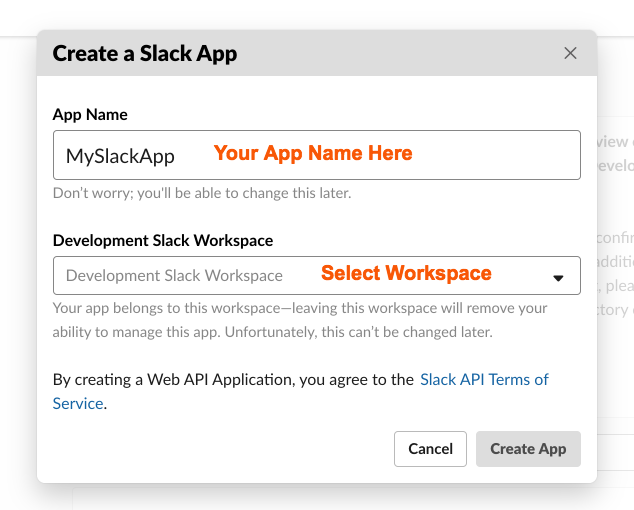 Create a Slack App
App Name
MySlackApp Your App Name Here
Don't worry; you'll be able to change this later.
Development Slack Workspace
Development Slack Workspace Select Workspace
Your app belongs to this workspace—leaving this workspace will remove your
ability to manage this app. Unfortunately, this can't be changed later.
By creating a Web API Application, you agree to the Slack API Terms of
Service.
Cancel Create App